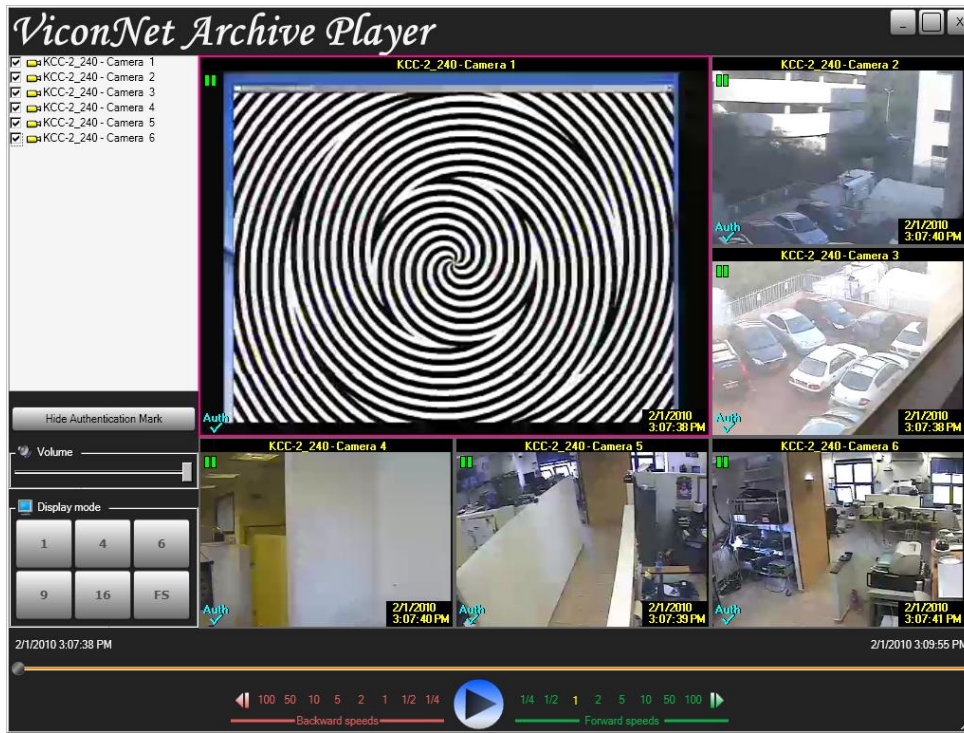 ViconNet Archive Player
_ X
KCC-2_240 - Camera 1
KCC-2_240 - Camera 2
KCC-2_240 - Camera 3
KCC-2_240 - Camera 4
KCC-2_240 - Camera 5
KCC-2_240 - Camera 6
Hide Authentication Mark
Volume
Display mode
1 4 6
9 16 FS
KCC-2_240 - Camera 1
Auth
2/1/2010
3:07:38 PM
KCC-2_240 - Camera 2
Auth
2/1/2010
3:07:40 PM
KCC-2_240 - Camera 3
Auth
2/1/2010
3:07:38 PM
KCC-2_240 - Camera 4
Auth
2/1/2010
3:07:40 PM
KCC-2_240 - Camera 5
Auth
2/1/2010
3:07:39 PM
KCC-2_240 - Camera 6
Auth
2/1/2010
3:07:41 PM
2/1/2010 3:07:38 PM
2/1/2010 3:09:55 PM
100 50 10 5 2 1 1/2 1/4
Backward speeds
1/4 1/2 1 2 5 10 50 100
Forward speeds